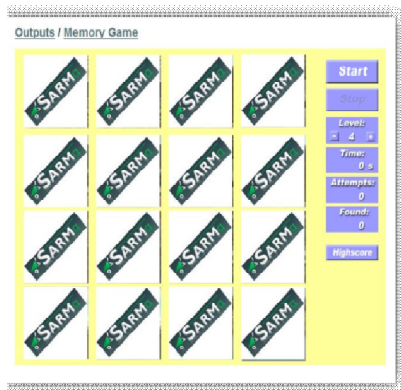 Outputs / Memory Game
SARM SARM SARM SARM
Start
Stop
Level:
- 4 +
SARM SARM SARM SARM
Time:
0 s
Attempts:
0
SARM SARM SARM SARM
Found:
0
Highscore
SARM SARM SARM SARM